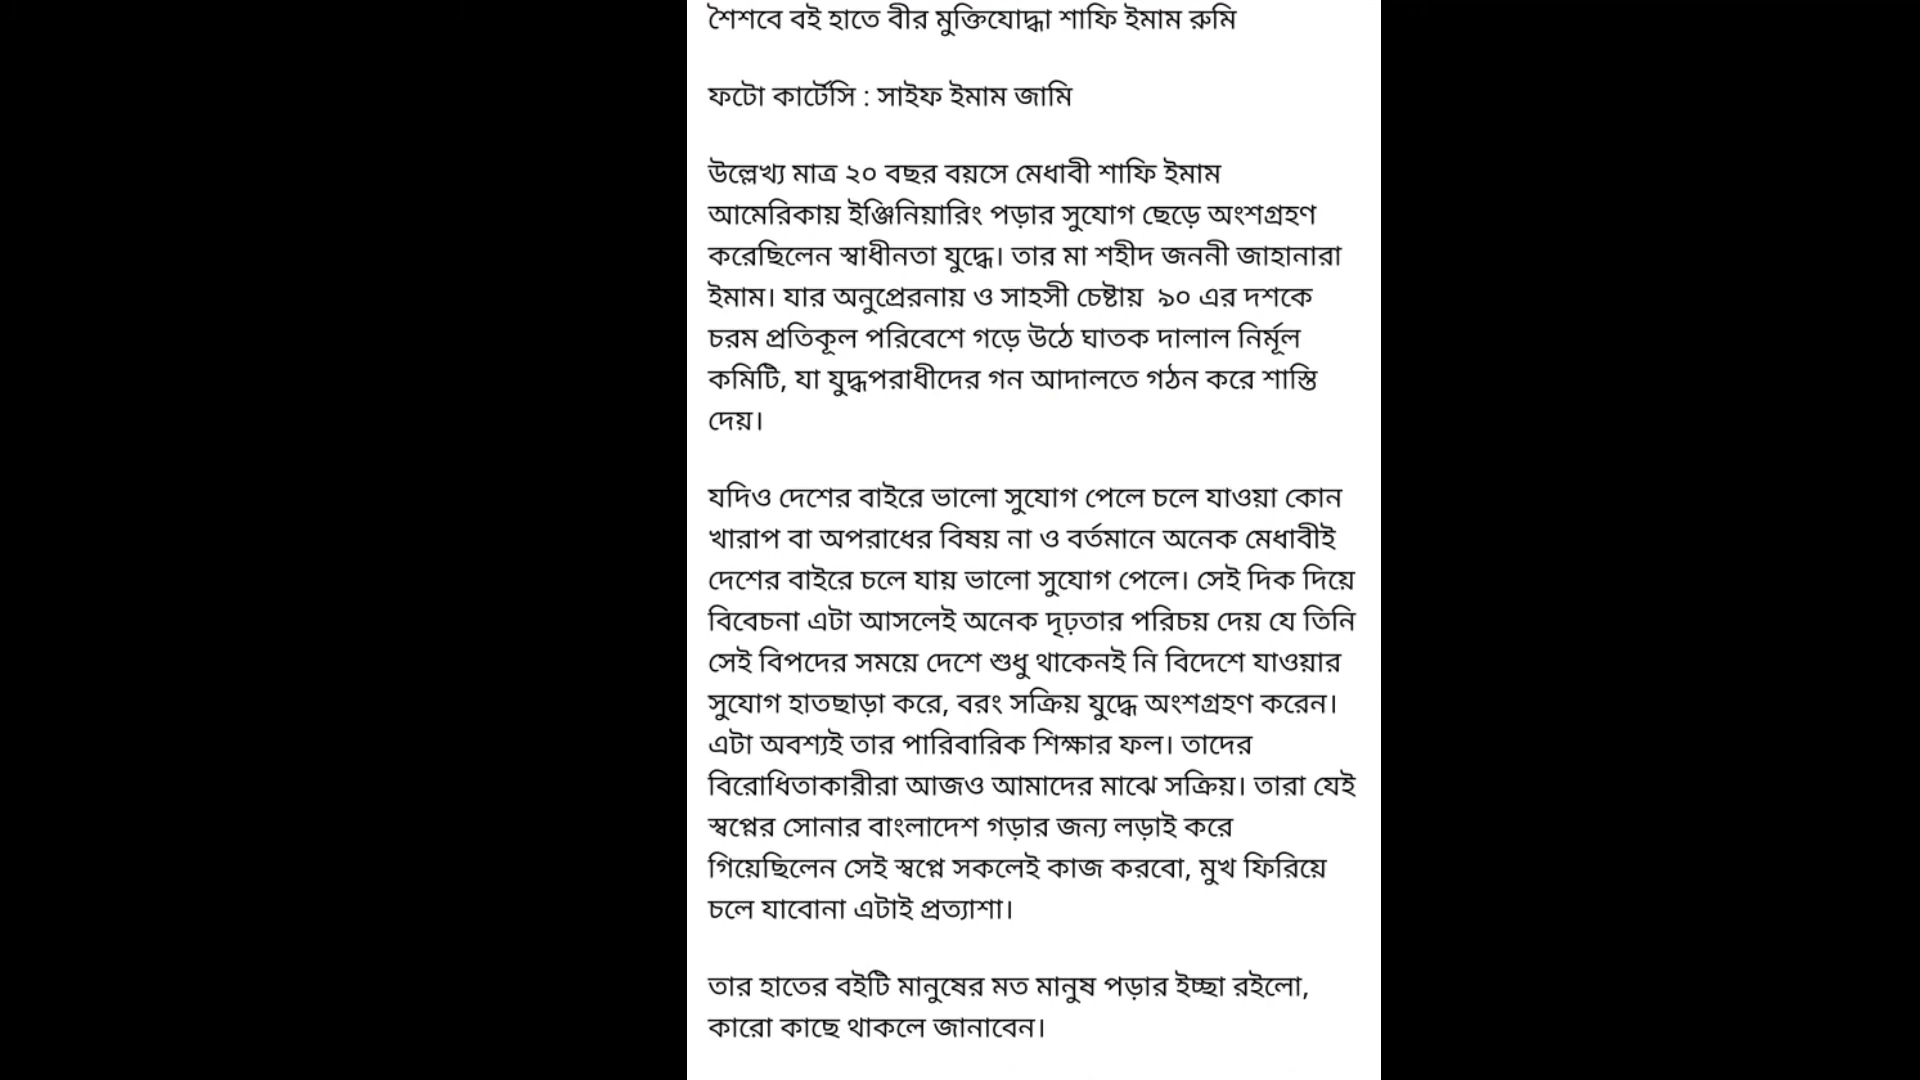 শৈশবে বই হাতে বীর মুক্তিযোদ্ধা শাফি ইমাম রুমি
ফটো কার্টেসি : সাইফ ইমাম জামি
উল্লেখ্য মাত্র ২০ বছর বয়সে মেধাবী শাফি ইমাম
আমেরিকায় ইঞ্জিনিয়ারিং পড়ার সুযোগ ছেড়ে অংশগ্রহণ
করেছিলেন স্বাধীনতা যুদ্ধে। তার মা শহীদ জননী জাহানারা
ইমাম। যার অনুপ্রেরনায় ও সাহসী চেষ্টায় ৯০ এর দশকে
চরম প্রতিকূল পরিবেশে গড়ে উঠে ঘাতক দালাল নির্মূল
কমিটি, যা যুদ্ধপরাধীদের গন আদালতে গঠন করে শাস্তি
দেয়।
যদিও দেশের বাইরে ভালো সুযোগ পেলে চলে যাওয়া কোন
খারাপ বা অপরাধের বিষয় না ও বর্তমানে অনেক মেধাবীই
দেশের বাইরে চলে যায় ভালো সুযোগ পেলে। সেই দিক দিয়ে
বিবেচনা এটা আসলেই অনেক দৃঢ়তার পরিচয় দেয় যে তিনি
সেই বিপদের সময়ে দেশে শুধু থাকেনই নি বিদেশে যাওয়ার
সুযোগ হাতছাড়া করে, বরং সক্রিয় যুদ্ধে অংশগ্রহণ করেন।
এটা অবশ্যই তার পারিবারিক শিক্ষার ফল। তাদের
বিরোধিতাকারীরা আজও আমাদের মাঝে সক্রিয়। তারা যেই
স্বপ্নের সোনার বাংলাদেশ গড়ার জন্য লড়াই করে
গিয়েছিলেন সেই স্বপ্নে সকলেই কাজ করবো, মুখ ফিরিয়ে
চলে যাবোনা এটাই প্রত্যাশা।
তার হাতের বইটি মানুষের মত মানুষ পড়ার ইচ্ছা রইলো,
কারো কাছে থাকলে জানাবেন।